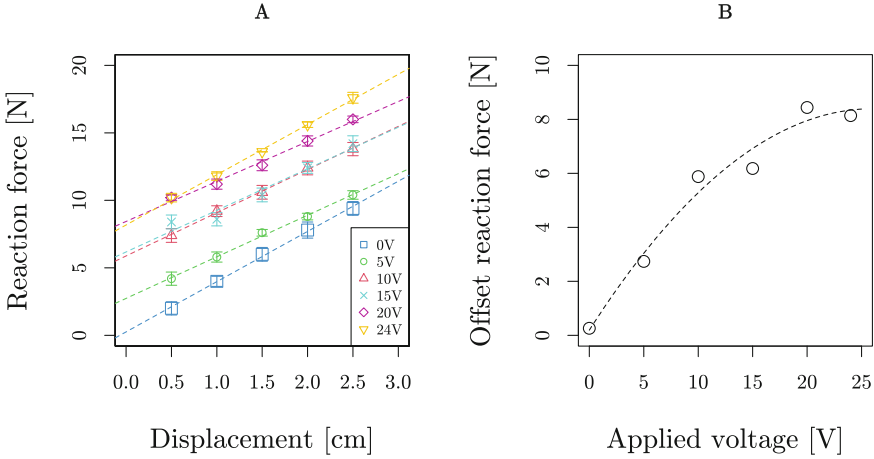 A
Reaction force [N]
20
15
10
5
0
0V
5V
10V
15V
20V
24V
0.0 0.5 1.0 1.5 2.0 2.5 3.0
Displacement [cm]
B
Offset reaction force [N]
10
8
6
4
2
0
0 5 10 15 20 25
Applied voltage [V]